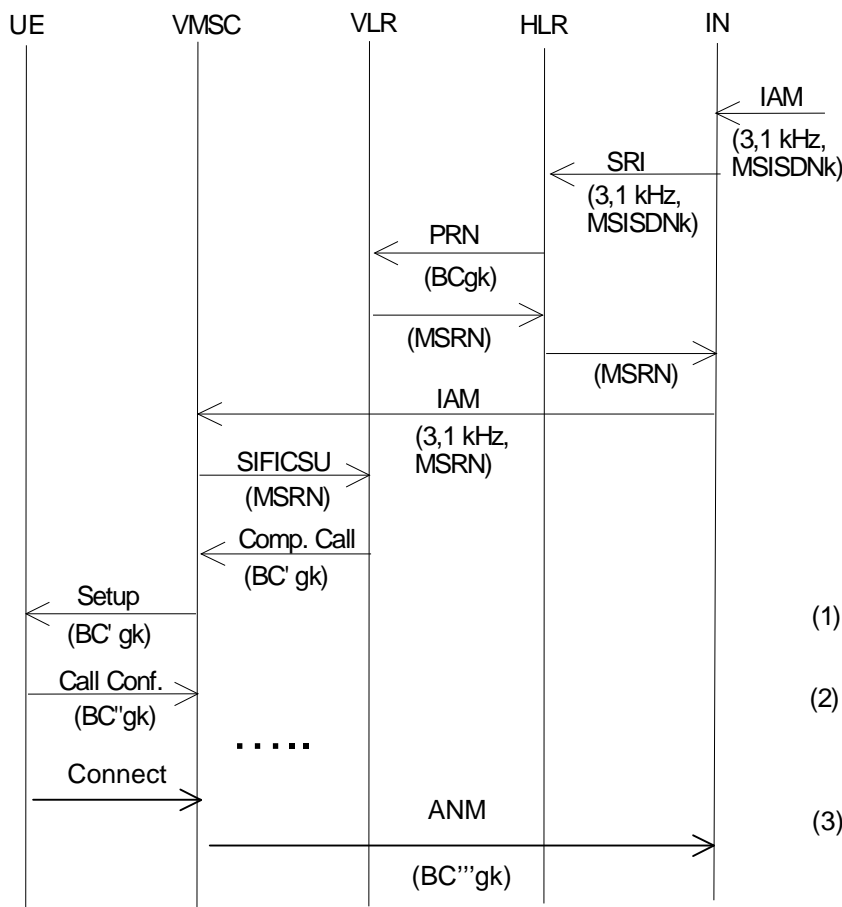 UE VMSC VLR HLR IN
IAM
(3,1 kHz,
MSISDNk)
SRI
(3,1 kHz,
MSISDNk)
PRN
(BCgk)
(MSRN)
(MSRN)
IAM
(3,1 kHz,
MSRN)
SIFICSU
(MSRN)
Comp. Call
(BC' gk)
Setup
(BC' gk)
(1)
Call Conf.
(BC"gk)
(2)
.....
Connect
ANM
(3)
(BC'''gk)